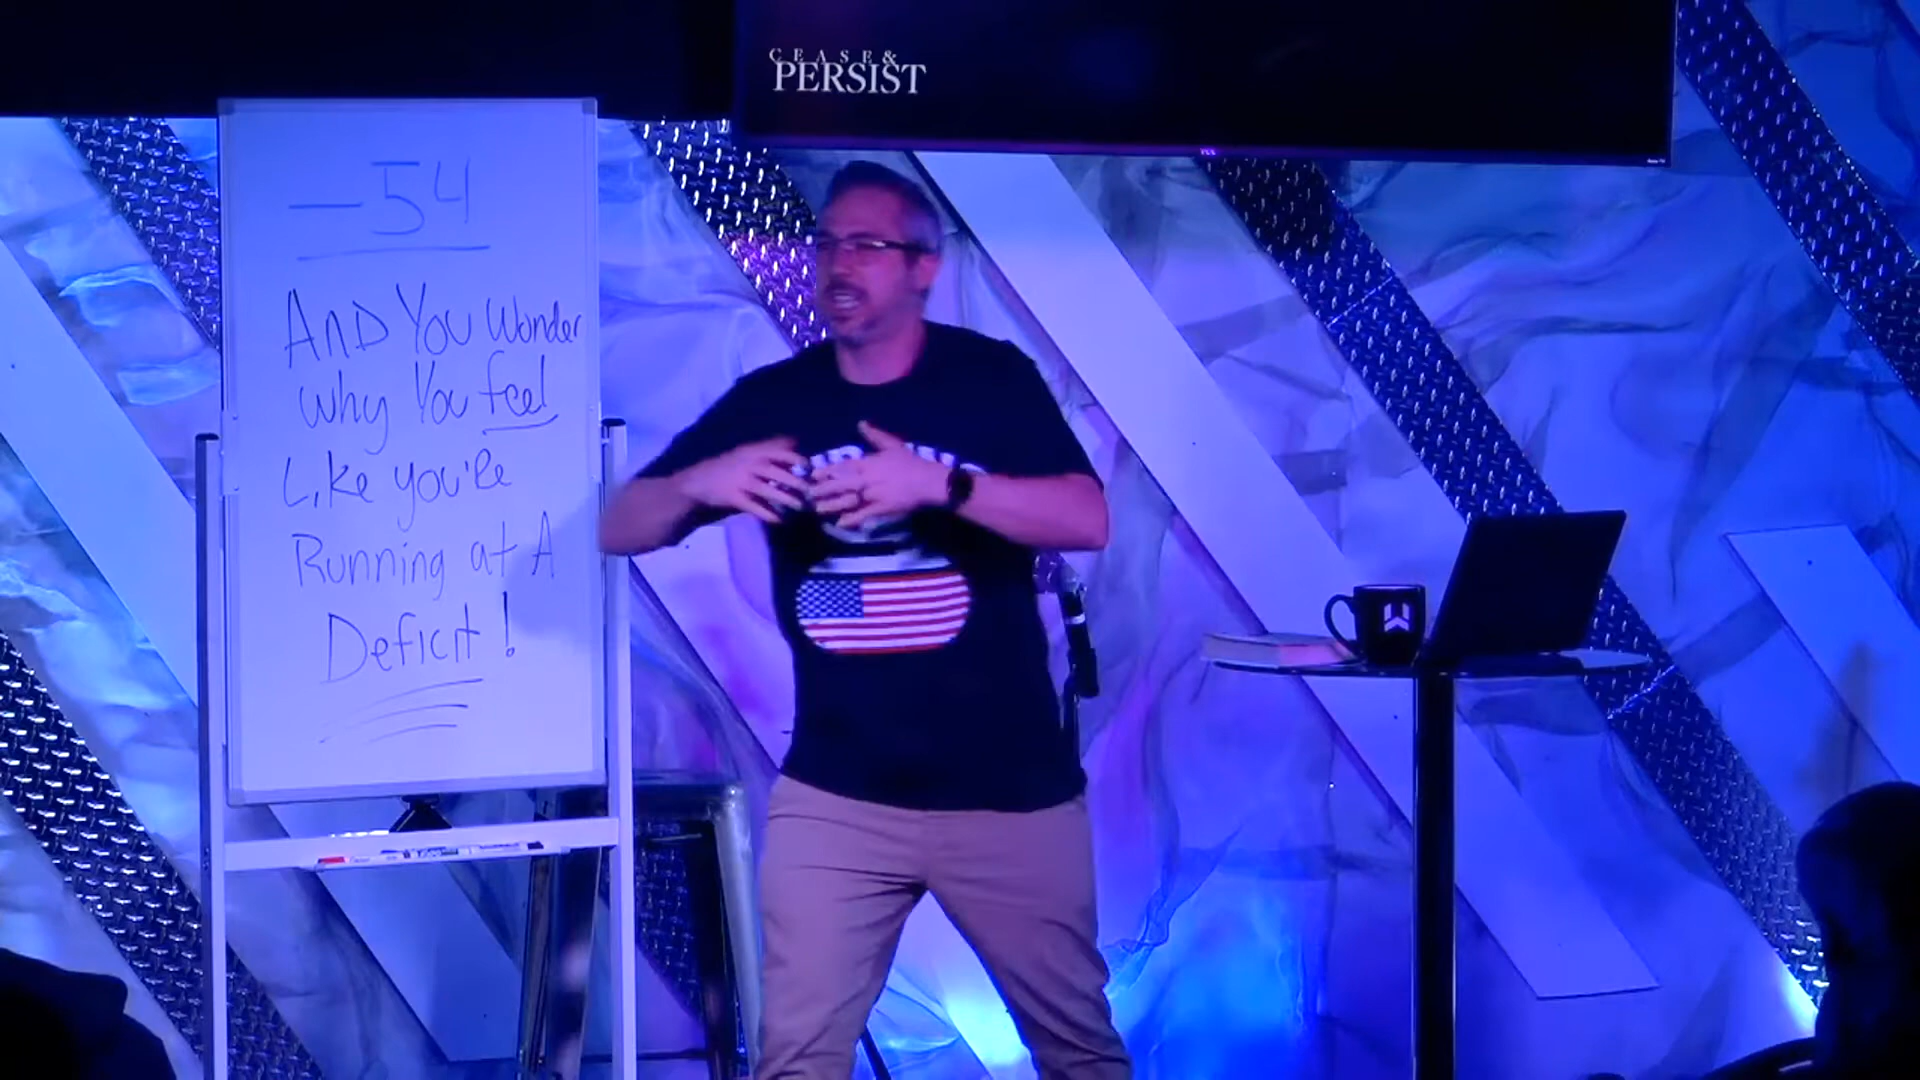 CEASE &
PERSIST
-54
AND You Wonder
why You feel
Like you're
Running at A
Deficit!